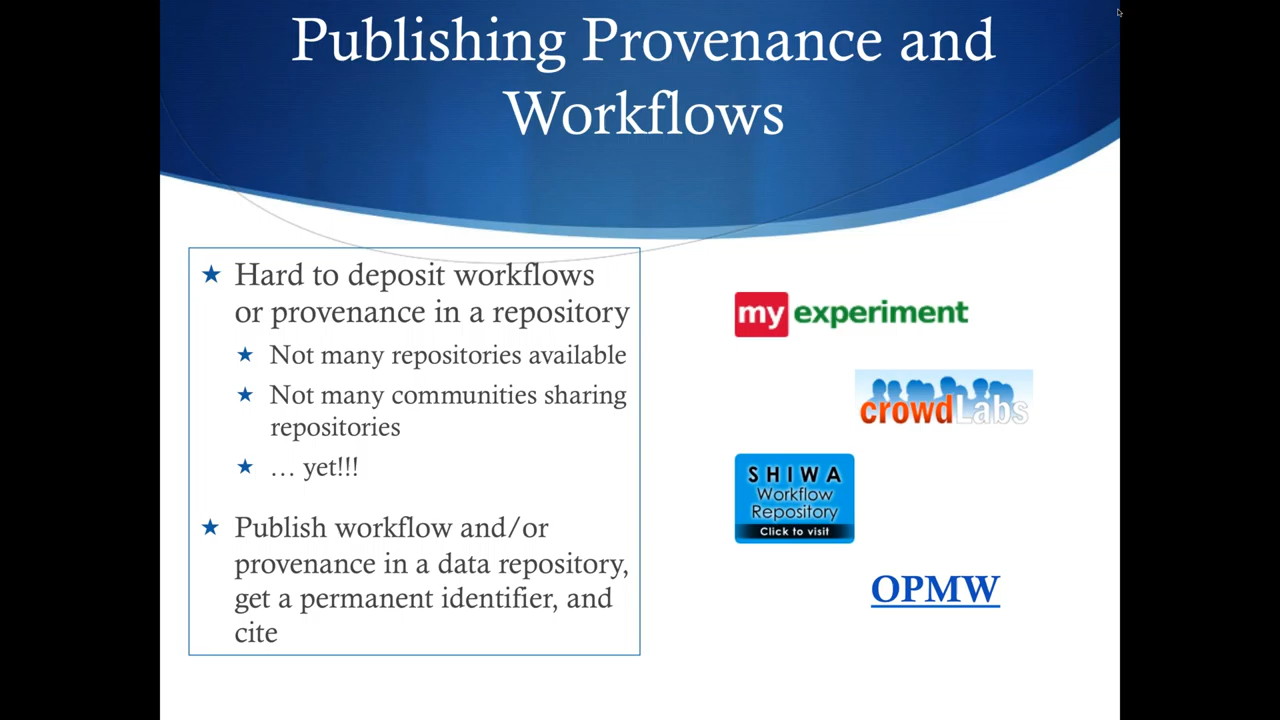 Publishing Provenance and
Workflows
Hard to deposit workflows
or provenance in a repository
Not many repositories available
Not many communities sharing
repositories
… yet!!!
Publish workflow and/or
provenance in a data repository,
get a permanent identifier, and
cite
my experiment
crowdLabs
SHIWA
Workflow
Repository
Click to visit
OPMW